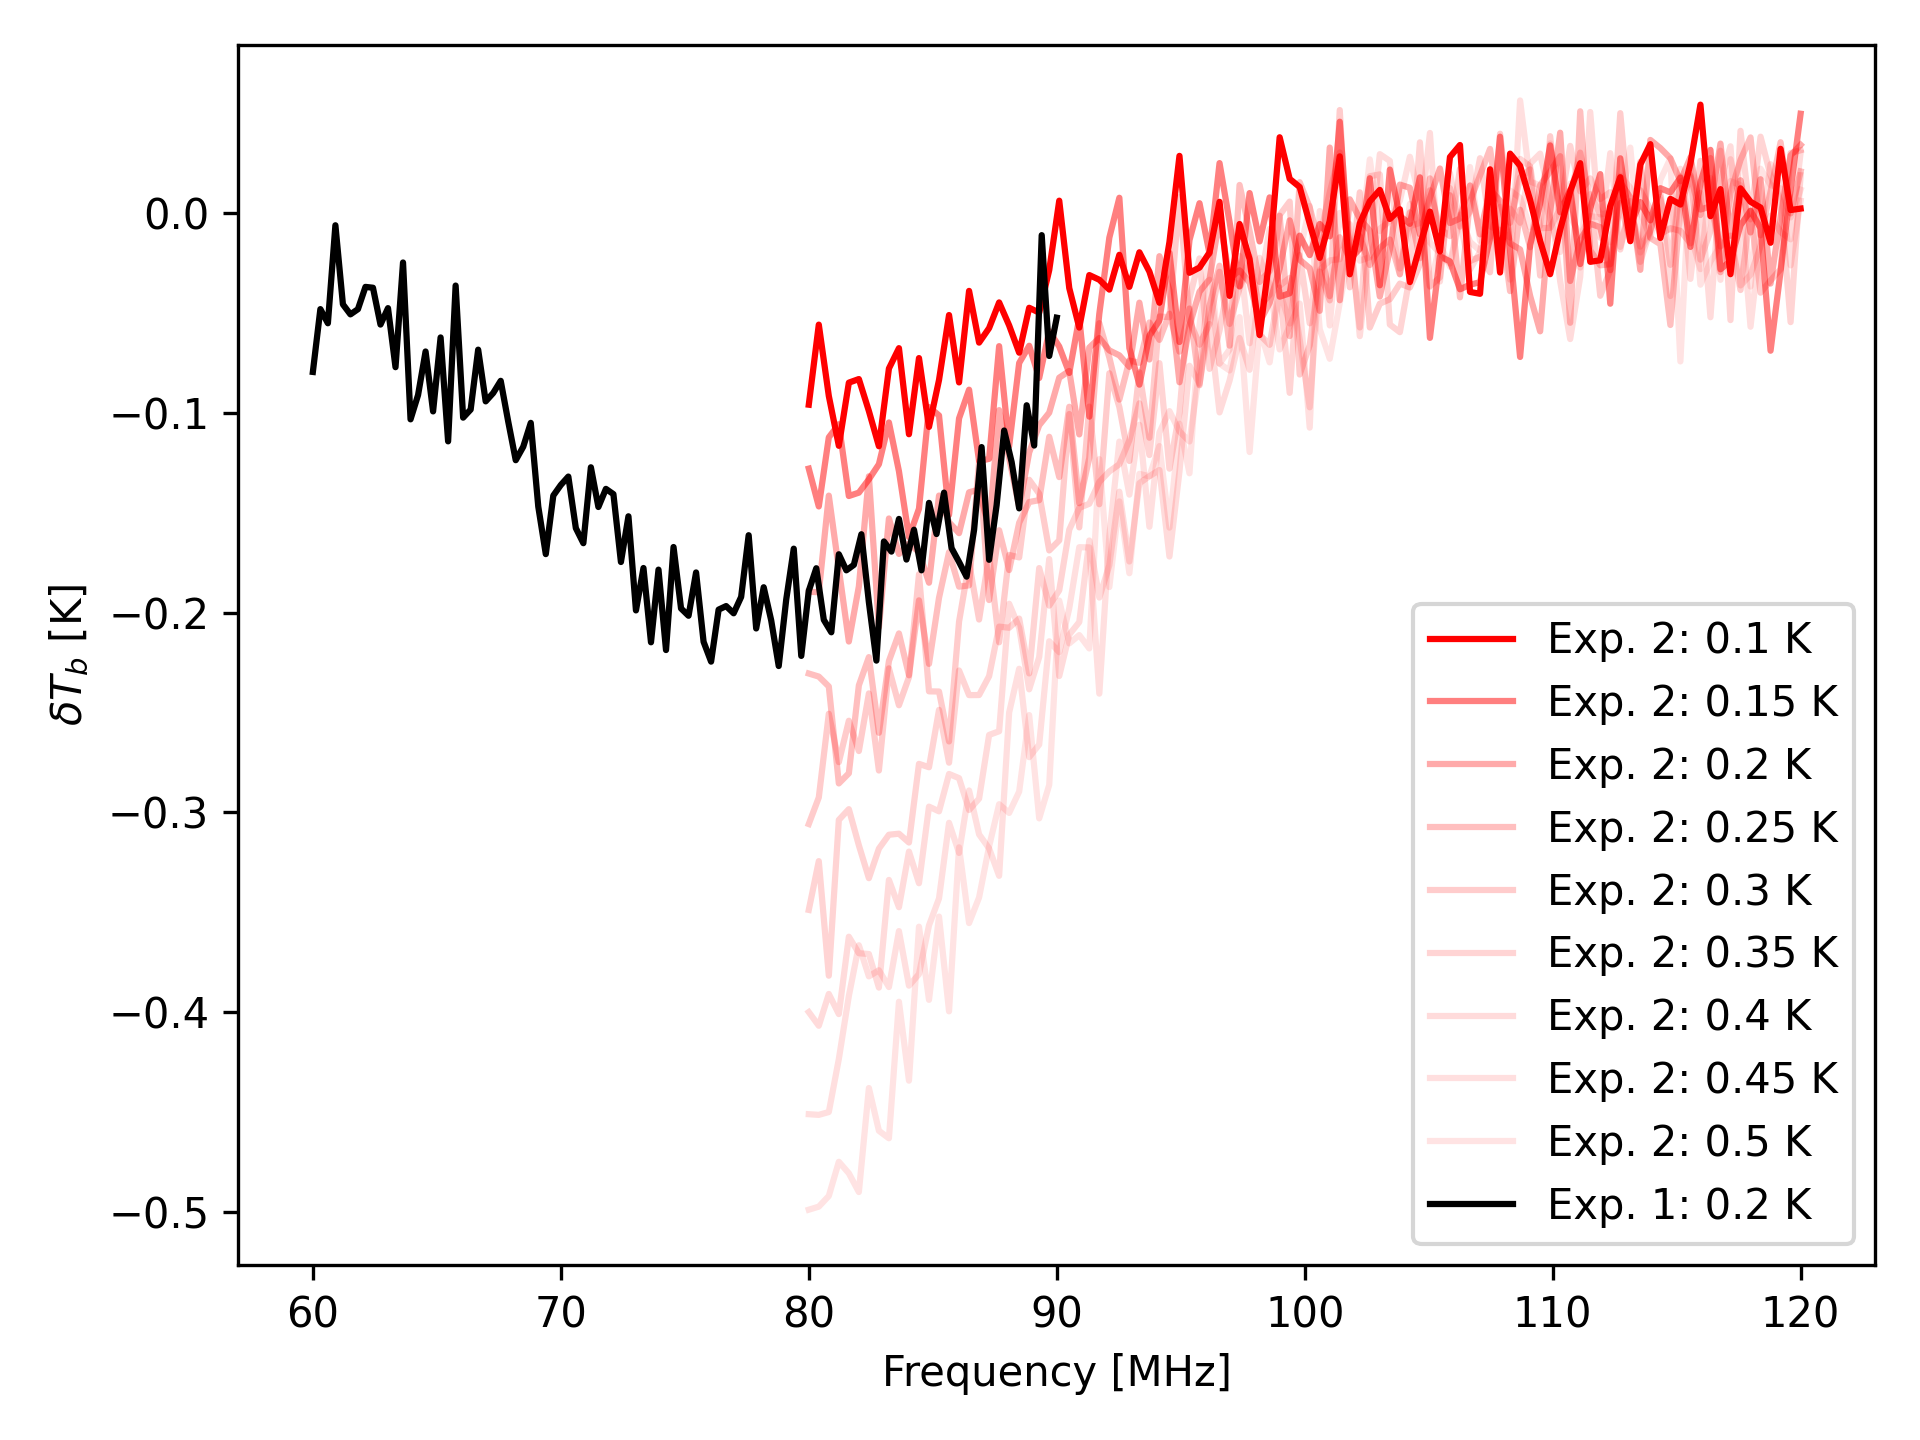 0.0
−0.1
−0.2
−0.3
−0.4
−0.5
δT_b [K]
60 70 80 90 100 110 120
Frequency [MHz]
Exp. 2: 0.1 K
Exp. 2: 0.15 K
Exp. 2: 0.2 K
Exp. 2: 0.25 K
Exp. 2: 0.3 K
Exp. 2: 0.35 K
Exp. 2: 0.4 K
Exp. 2: 0.45 K
Exp. 2: 0.5 K
Exp. 1: 0.2 K